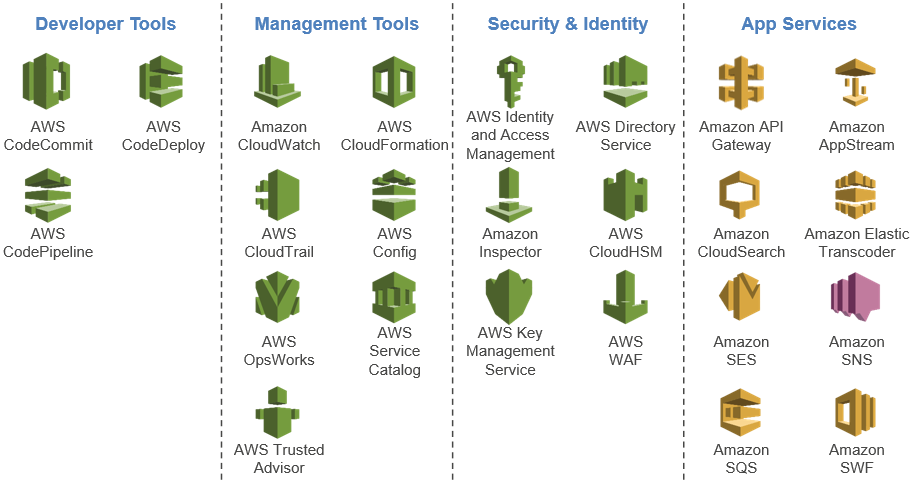 Developer Tools
AWS
CodeCommit
AWS
CodeDeploy
AWS
CodePipeline
Management Tools
Amazon
CloudWatch
AWS
CloudFormation
AWS
CloudTrail
AWS
Config
AWS
OpsWorks
AWS
Service
Catalog
AWS Trusted
Advisor
Security & Identity
AWS Identity
and Access
Management
AWS Directory
Service
Amazon
Inspector
AWS
CloudHSM
AWS Key
Management
Service
AWS
WAF
App Services
Amazon API
Gateway
Amazon
AppStream
Amazon
CloudSearch
Amazon Elastic
Transcoder
Amazon
SES
Amazon
SNS
Amazon
SQS
Amazon
SWF